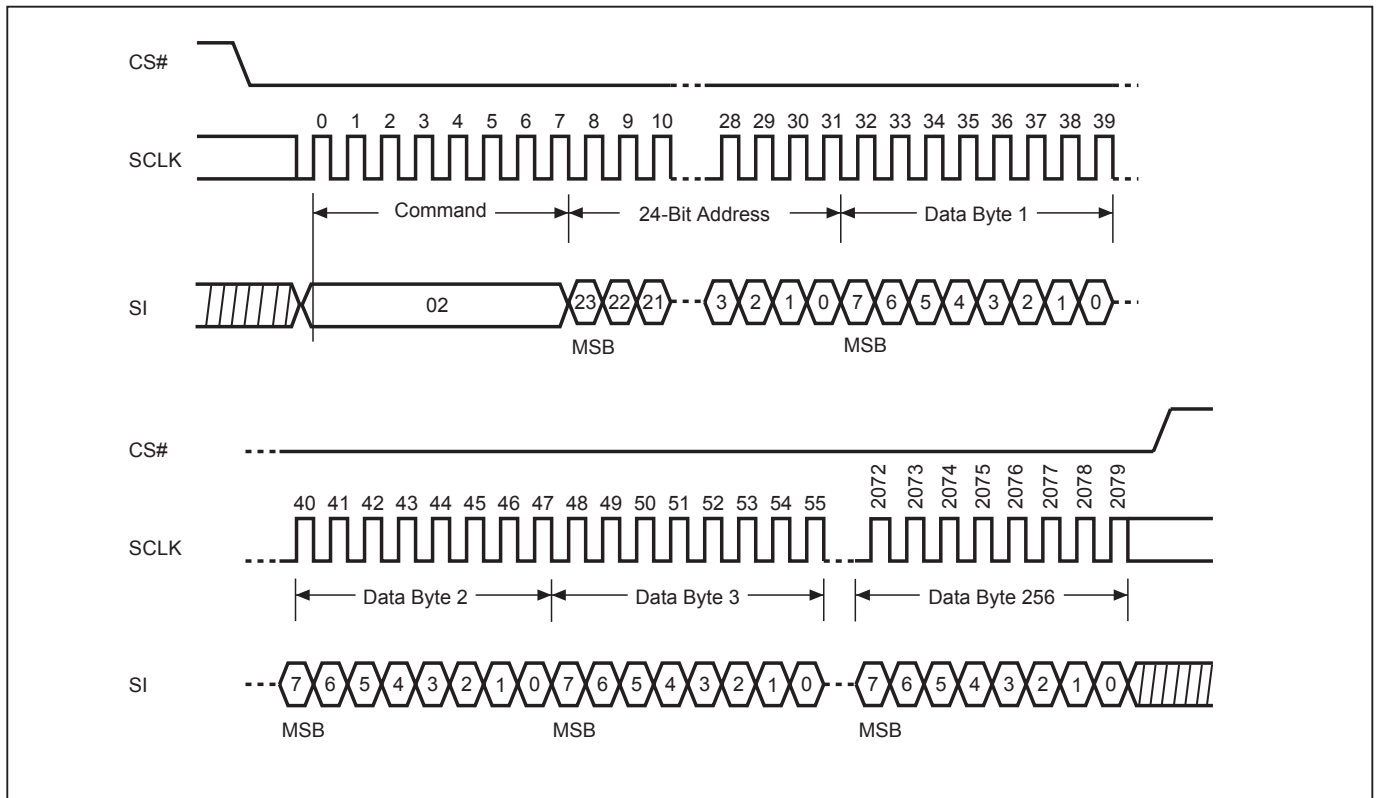 CS#
0 1 2 3 4 5 6 7 8 9 10 28 29 30 31 32 33 34 35 36 37 38 39
SCLK
Command 24-Bit Address Data Byte 1
SI 02 23 22 21 3 2 1 0 7 6 5 4 3 2 1 0
MSB MSB
CS#
2072 2073 2074 2075 2076 2077 2078 2079
40 41 42 43 44 45 46 47 48 49 50 51 52 53 54 55
SCLK
Data Byte 2 Data Byte 3 Data Byte 256
SI 7 6 5 4 3 2 1 0 7 6 5 4 3 2 1 0 7 6 5 4 3 2 1 0
MSB MSB MSB